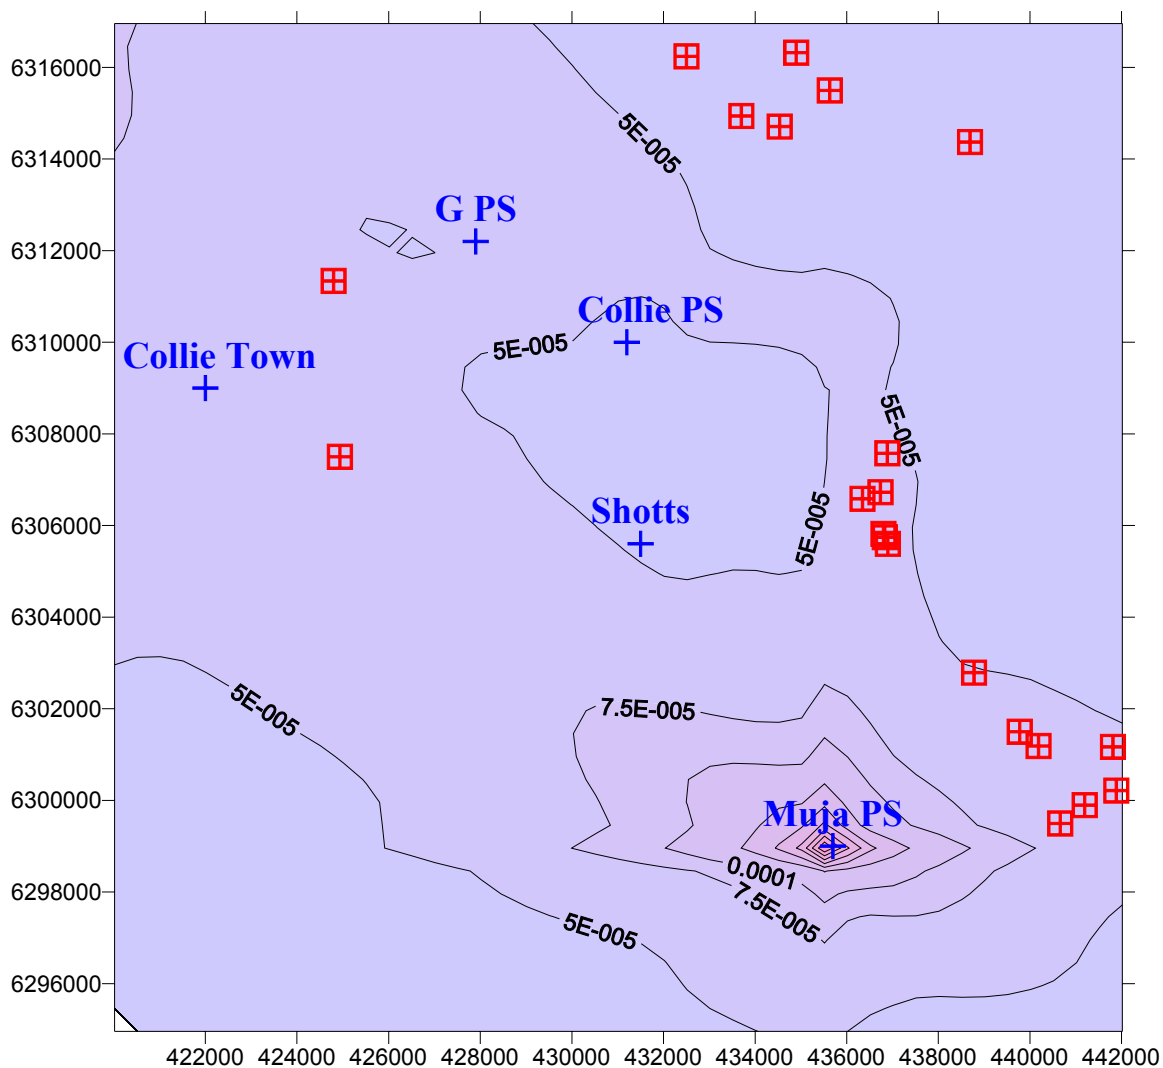 6316000
5E-005
6314000
G PS
6312000
Collie PS
6310000
5E-005
Collie Town
5E-005
6308000
Shotts
6306000
5E-005
6304000
5E-005
6302000
7.5E-005
6300000
Muja PS
0.0001
6298000
7.5E-005
5E-005
6296000
422000 424000 426000 428000 430000 432000 434000 436000 438000 440000 442000